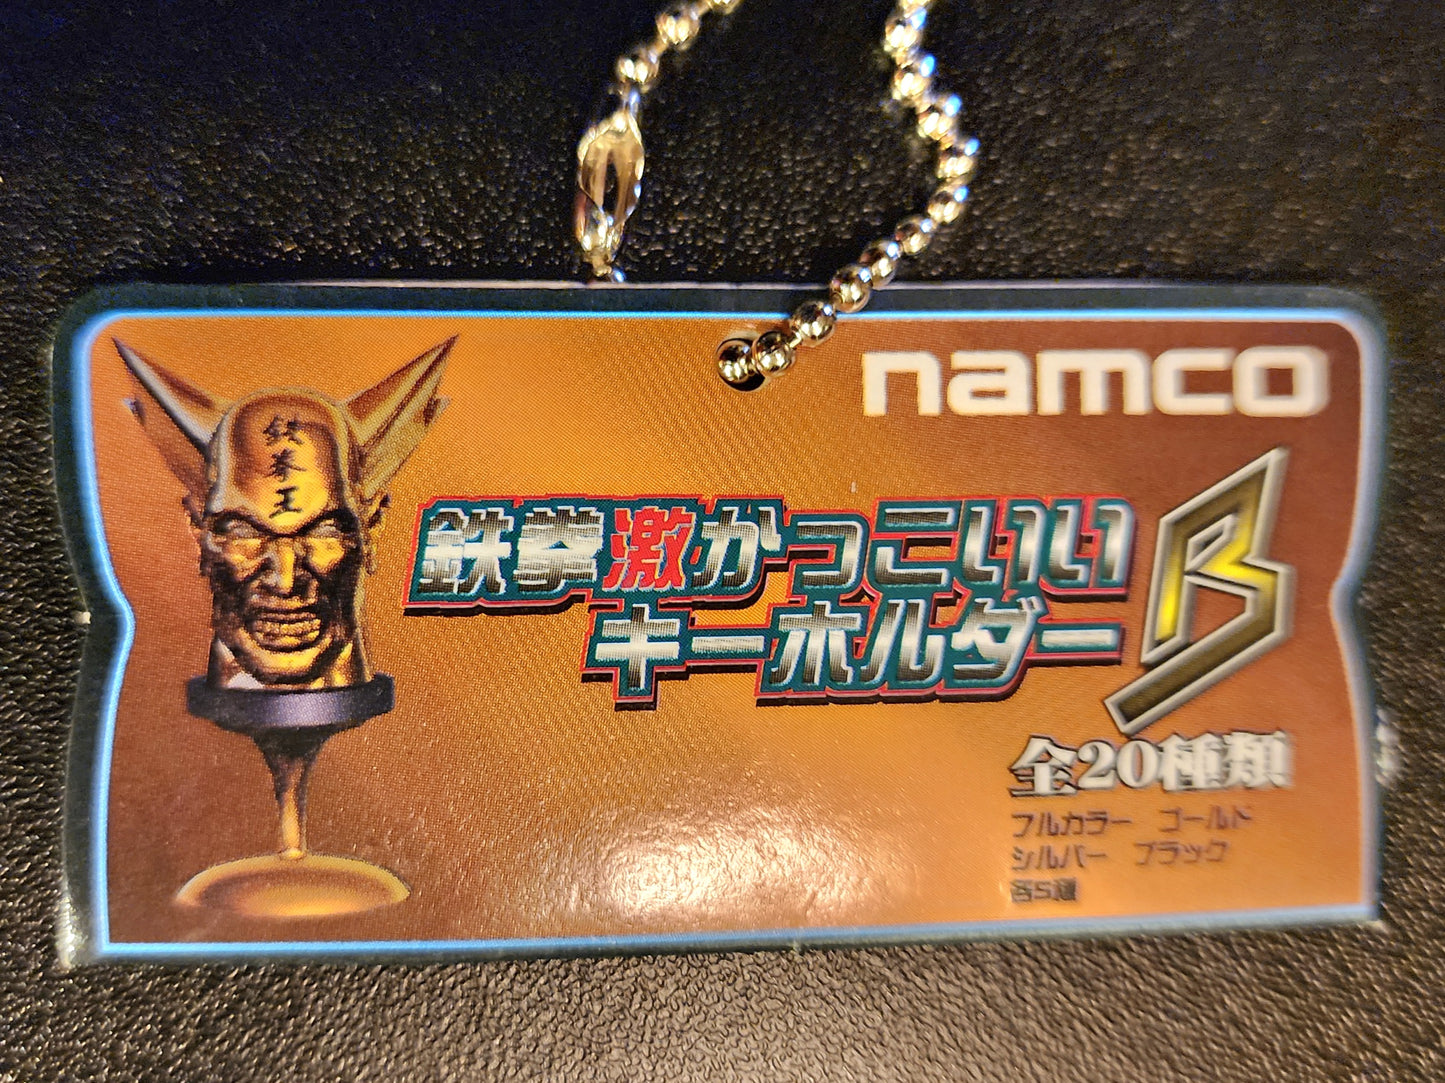 namco
鉄
拳
王
鉄拳激かっこいい
キーホルダー
B
全20種類
フルカラー ゴールド
シルバー ブラック
各5種